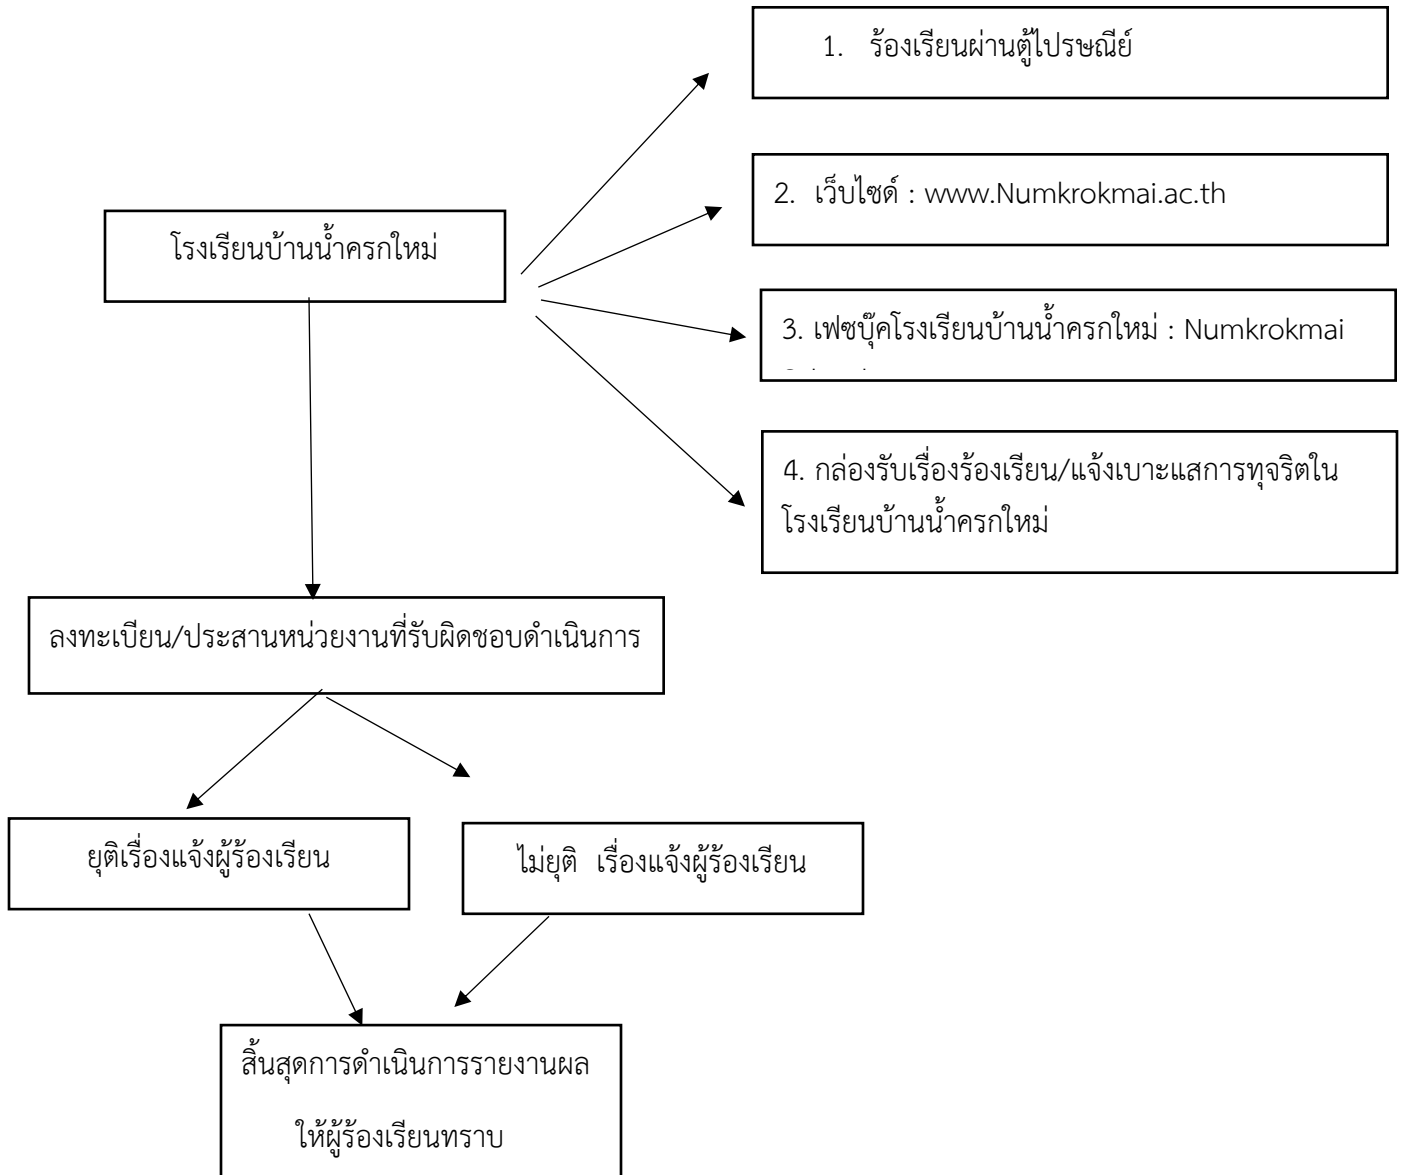 1. ร้องเรียนผ่านตู้ไปรษณีย์
2. เว็บไซด์ : www.Numkrokmai.ac.th
โรงเรียนบ้านน้ำครกใหม่
3. เฟซบุ๊คโรงเรียนบ้านน้ำครกใหม่ : Numkrokmai
4. กล่องรับเรื่องร้องเรียน/แจ้งเบาะแสการทุจริตใน
โรงเรียนบ้านน้ำครกใหม่
ลงทะเบียน/ประสานหน่วยงานที่รับผิดชอบดำเนินการ
ยุติเรื่องแจ้งผู้ร้องเรียน
ไม่ยุติ เรื่องแจ้งผู้ร้องเรียน
สิ้นสุดการดำเนินการรายงานผล
ให้ผู้ร้องเรียนทราบ